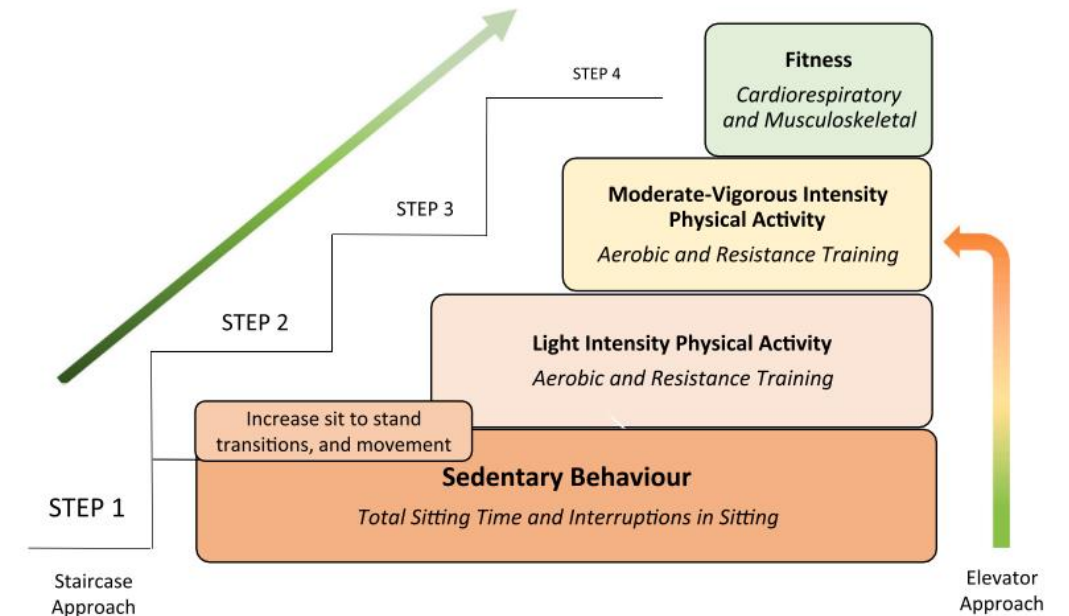 Fitness
Cardiorespiratory
and Musculoskeletal
STEP 4
Moderate-Vigorous Intensity
Physical Activity
Aerobic and Resistance Training
STEP 3
STEP 2
Light Intensity Physical Activity
Aerobic and Resistance Training
Increase sit to stand
transitions, and movement
Sedentary Behaviour
Total Sitting Time and Interruptions in Sitting
STEP 1
Staircase
Approach
Elevator
Approach